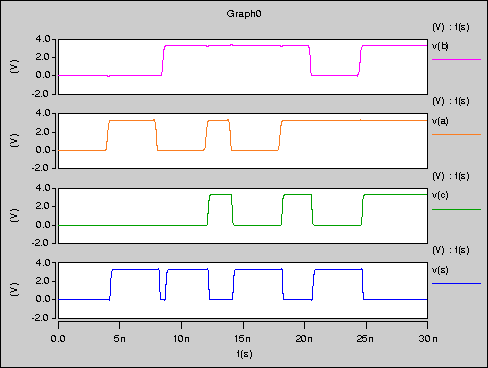 Graph0
(V) : t(s)
v(b)
(V)
4.0
2.0
0.0
-2.0
(V) : t(s)
v(a)
(V)
4.0
2.0
0.0
-2.0
(V) : t(s)
v(c)
(V)
4.0
2.0
0.0
-2.0
(V) : t(s)
v(s)
(V)
4.0
2.0
0.0
-2.0
0.0 5n 10n 15n 20n 25n 30n
t(s)